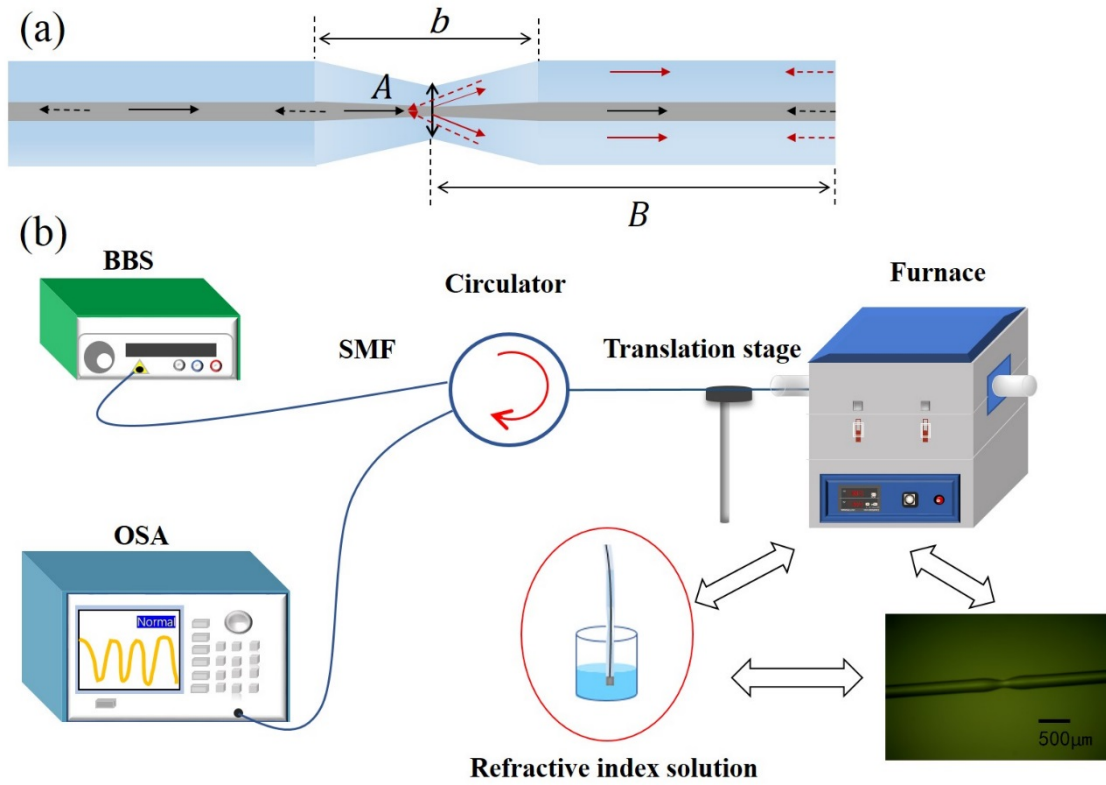 (a)
b
A
B
(b)
BBS
Circulator
Furnace
SMF
Translation stage
OSA
Normal
500μm
Refractive index solution